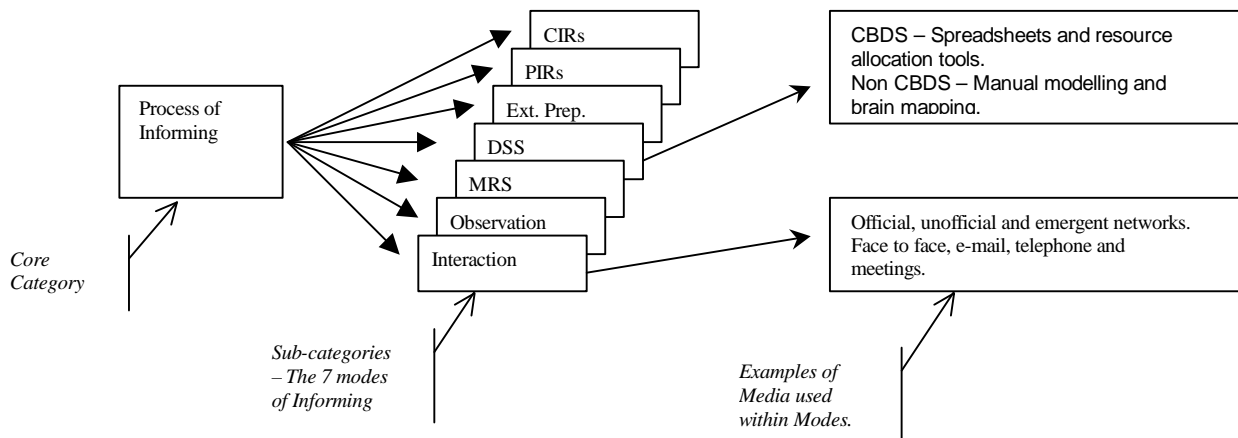 CIRs
PIRs
Ext. Prep.
DSS
MRS
Observation
Interaction
Process of
Informing
CBDS – Spreadsheets and resource
allocation tools.
Non CBDS – Manual modelling and
brain mapping.
Official, unofficial and emergent networks.
Face to face, e-mail, telephone and
meetings.
Core
Category
Sub-categories
– The 7 modes
of Informing
Examples of
Media used
within Modes.